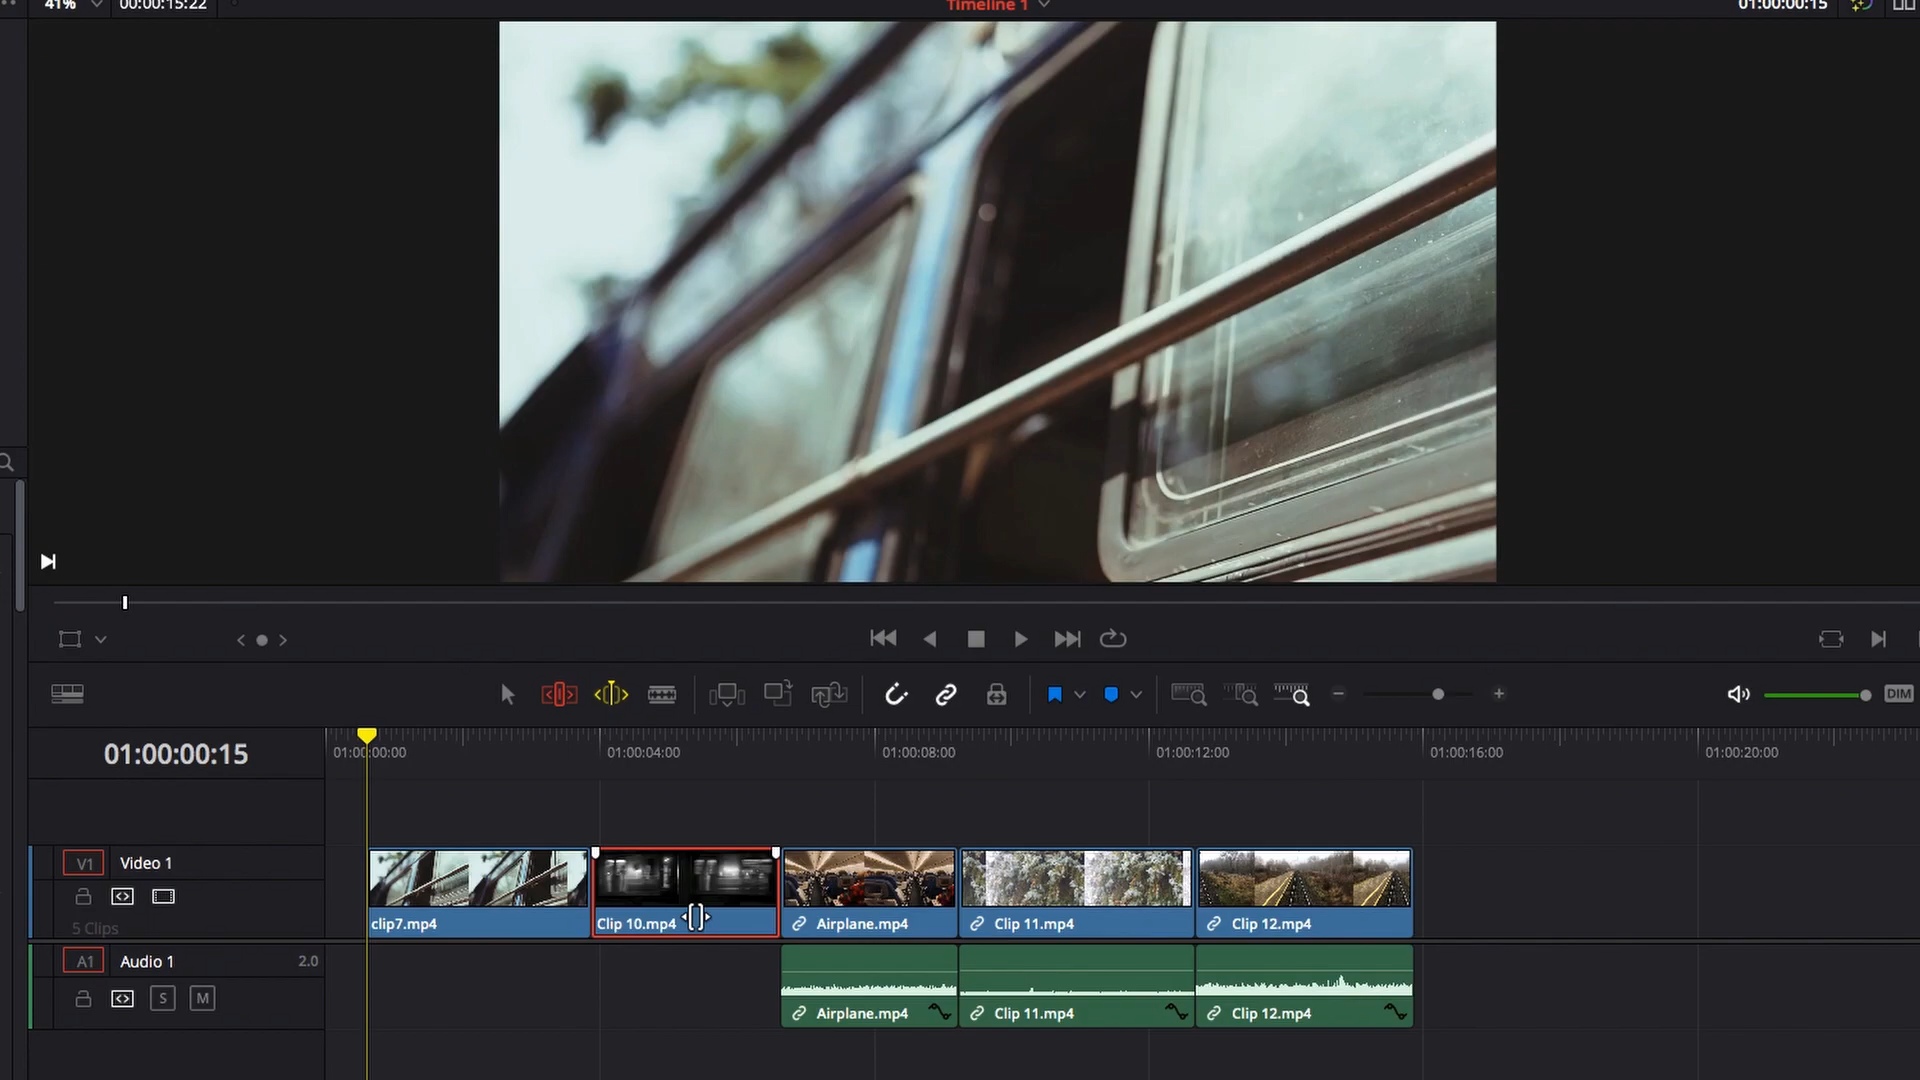 41% 00:00:15:22 Timeline 1 01:00:00:15
DIM
01:00:00:15 01:00:00:00 01:00:04:00 01:00:08:00 01:00:12:00 01:00:16:00 01:00:20:00
V1 Video 1
5 Clips
clip7.mp4 Clip 10.mp4 Airplane.mp4 Clip 11.mp4 Clip 12.mp4
A1 Audio 1 2.0
S M
Airplane.mp4 Clip 11.mp4 Clip 12.mp4